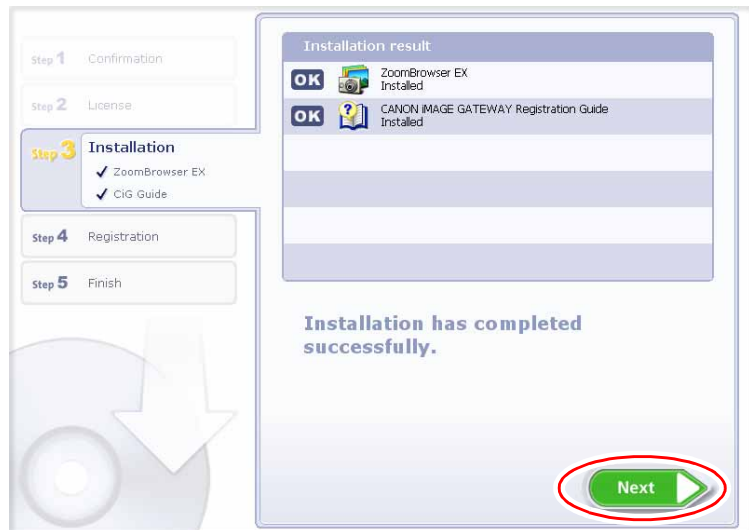 Step 1 Confirmation
Step 2 License
Step 3 Installation
ZoomBrowser EX
CiG Guide
Step 4 Registration
Step 5 Finish
Installation result
OK ZoomBrowser EX
Installed
OK CANON iMAGE GATEWAY Registration Guide
Installed
Installation has completed
successfully.
Next